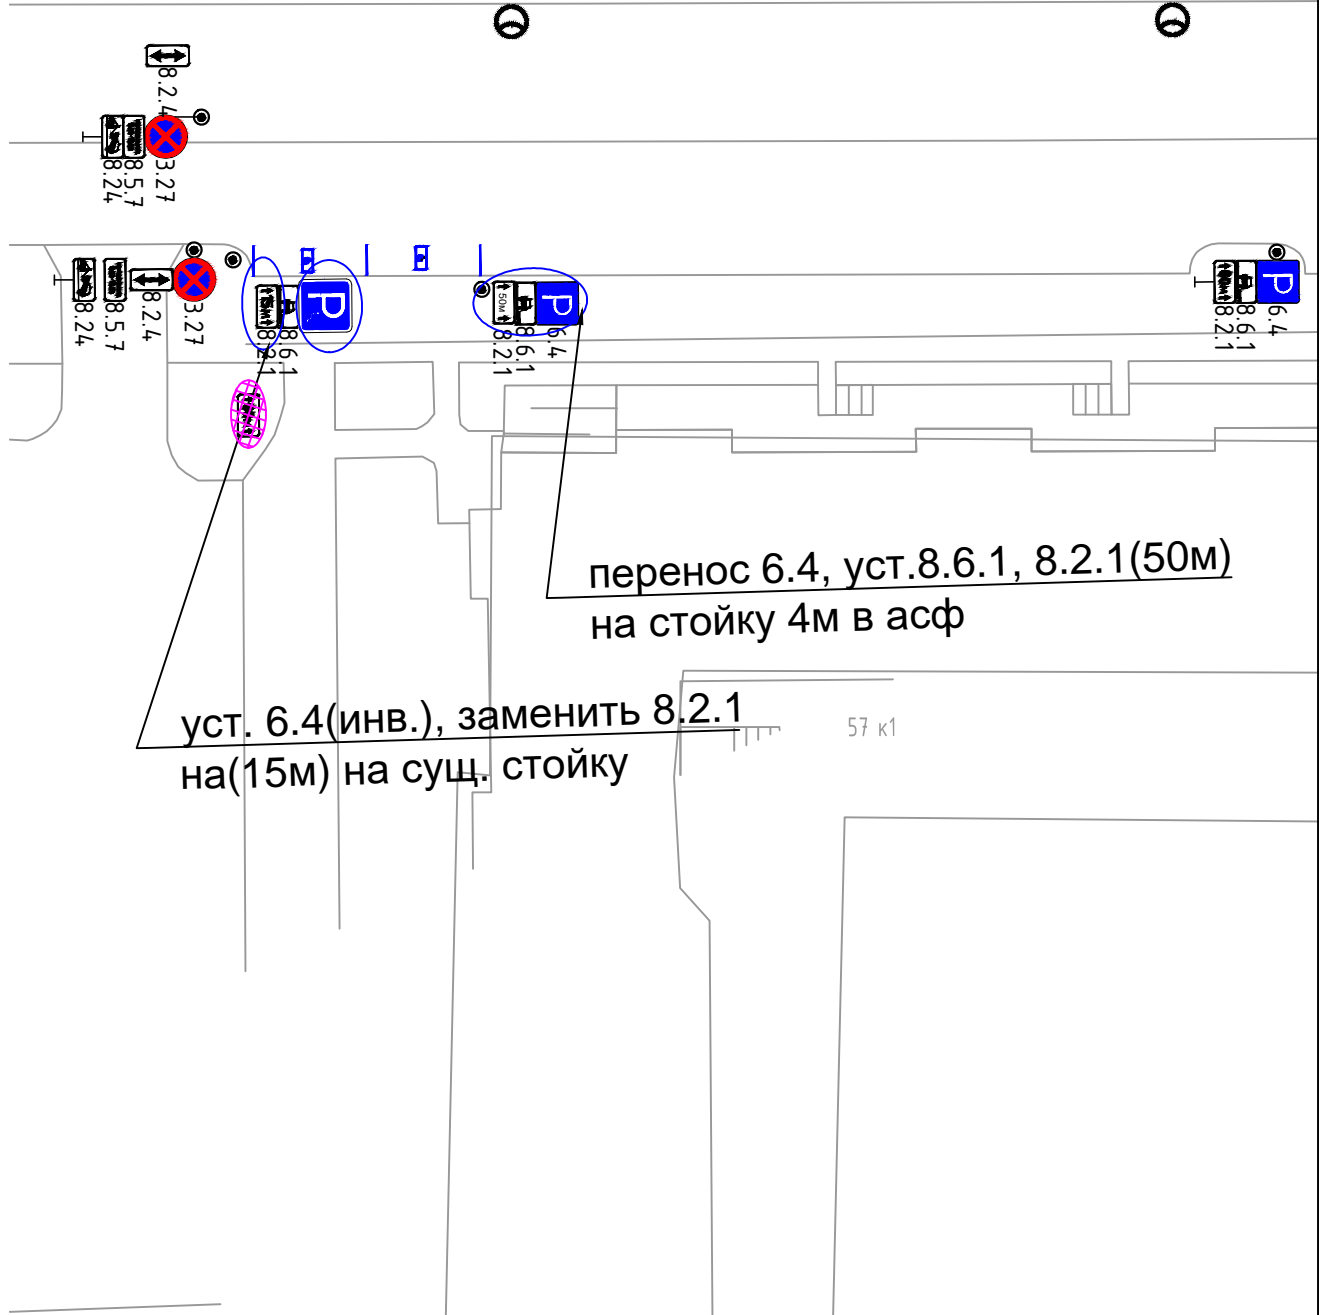 8.2.4
8.24
8.5.7
3.27
8.24
8.5.7
8.2.4
3.27
15м
8.2.1
8.6.1
P
50м
8.2.1
8.6.1
6.4
P
8.2.1
8.6.1
6.4
P
перенос 6.4, уст.8.6.1, 8.2.1(50м)
на стойку 4м в асф
уст. 6.4(инв.), заменить 8.2.1
на(15м) на сущ. стойку
57 к1